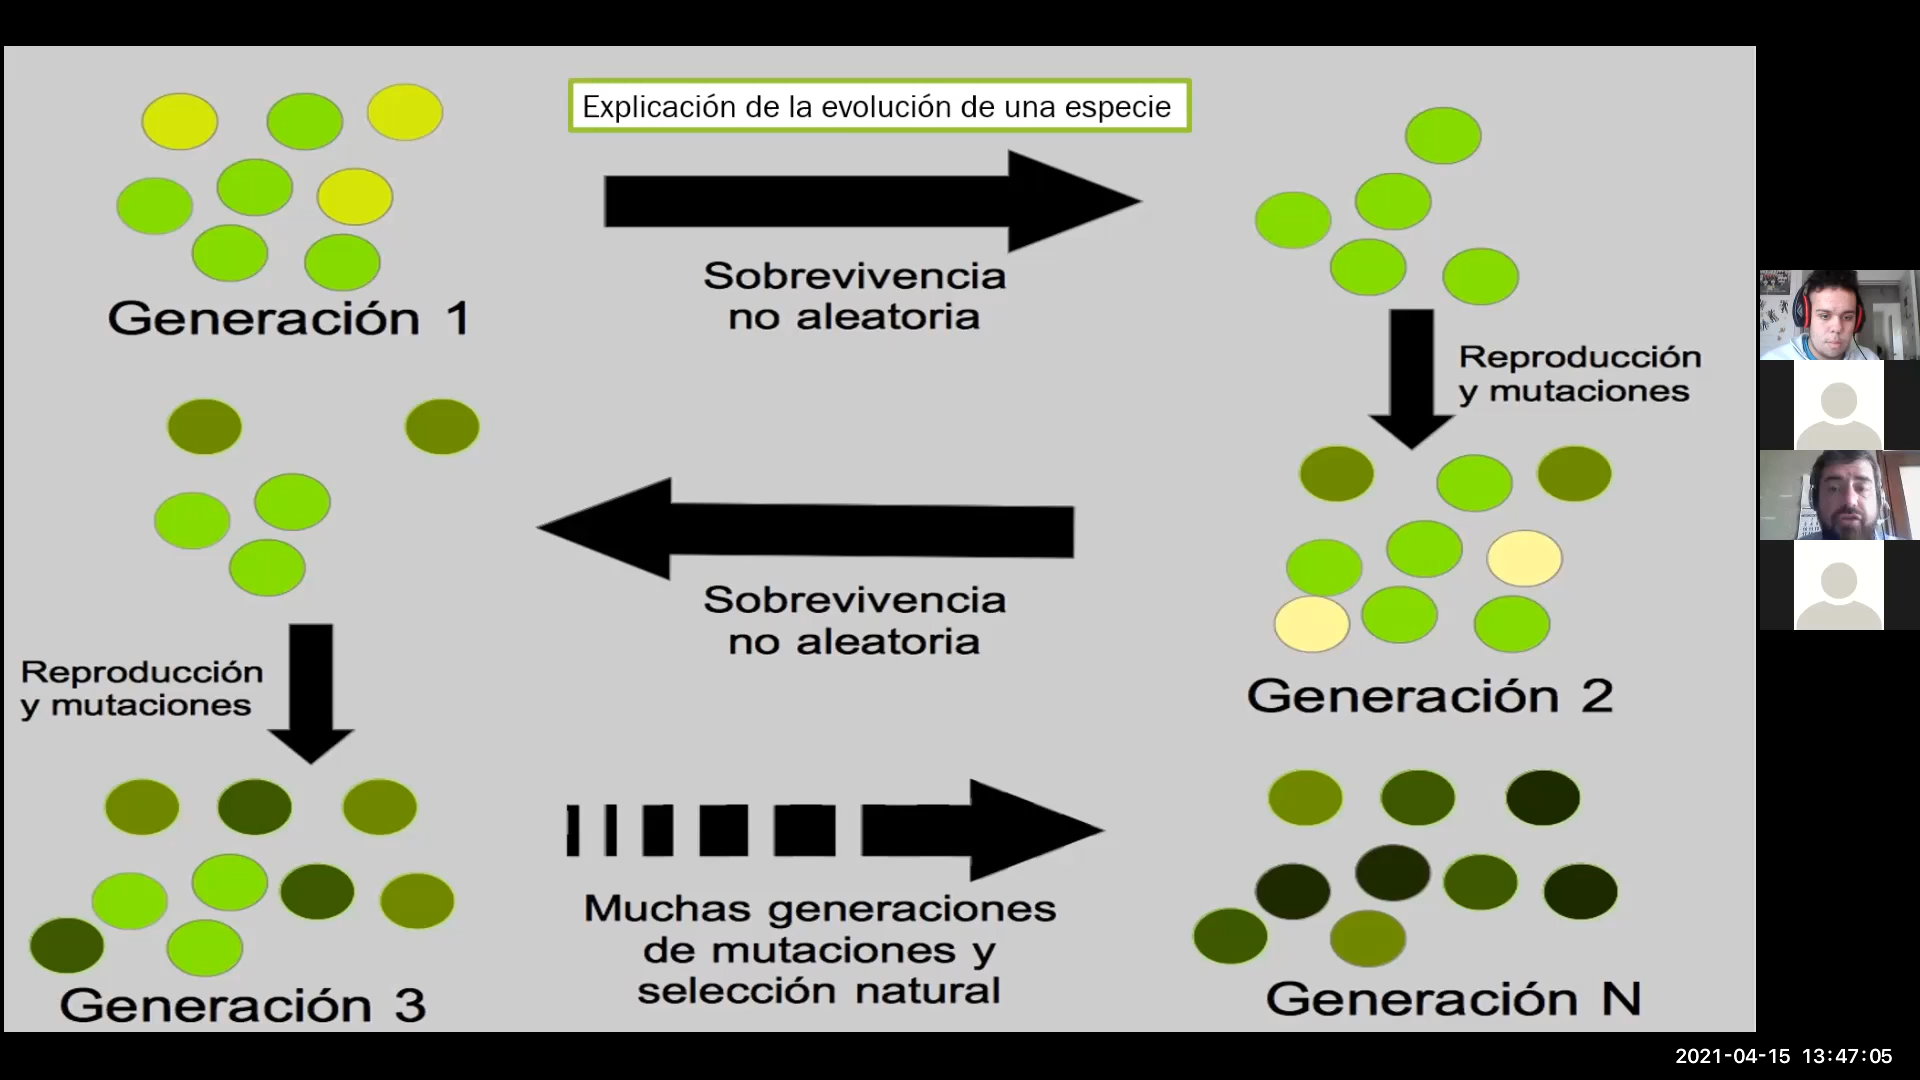 Explicación de la evolución de una especie
Generación 1
Sobrevivencia
no aleatoria
Reproducción
y mutaciones
Generación 2
Sobrevivencia
no aleatoria
Reproducción
y mutaciones
Generación 3
Muchas generaciones
de mutaciones y
selección natural
Generación N
2021-04-15 13:47:05